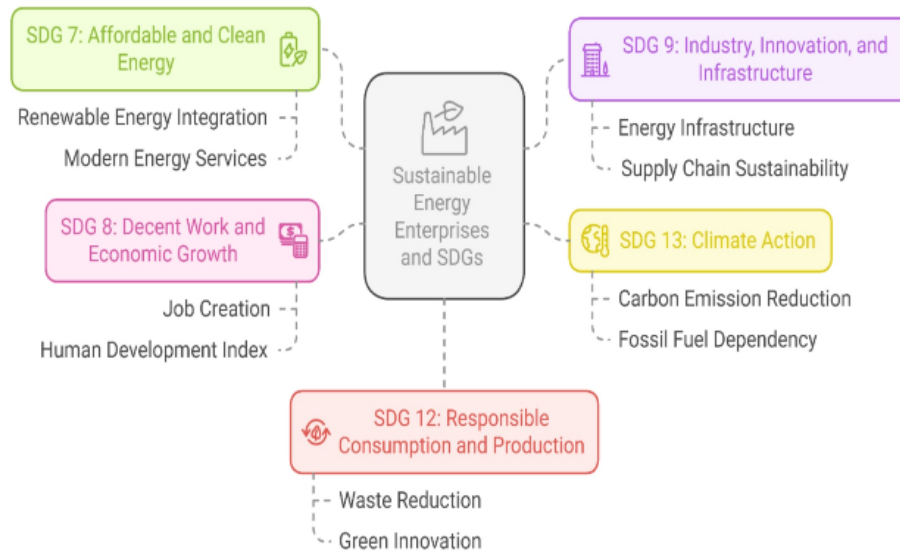 SDG 7: Affordable and Clean
Energy
Renewable Energy Integration
Modern Energy Services
SDG 8: Decent Work and
Economic Growth
Job Creation
Human Development Index
Sustainable
Energy
Enterprises
and SDGs
SDG 9: Industry, Innovation, and
Infrastructure
Energy Infrastructure
Supply Chain Sustainability
SDG 13: Climate Action
Carbon Emission Reduction
Fossil Fuel Dependency
SDG 12: Responsible
Consumption and Production
Waste Reduction
Green Innovation